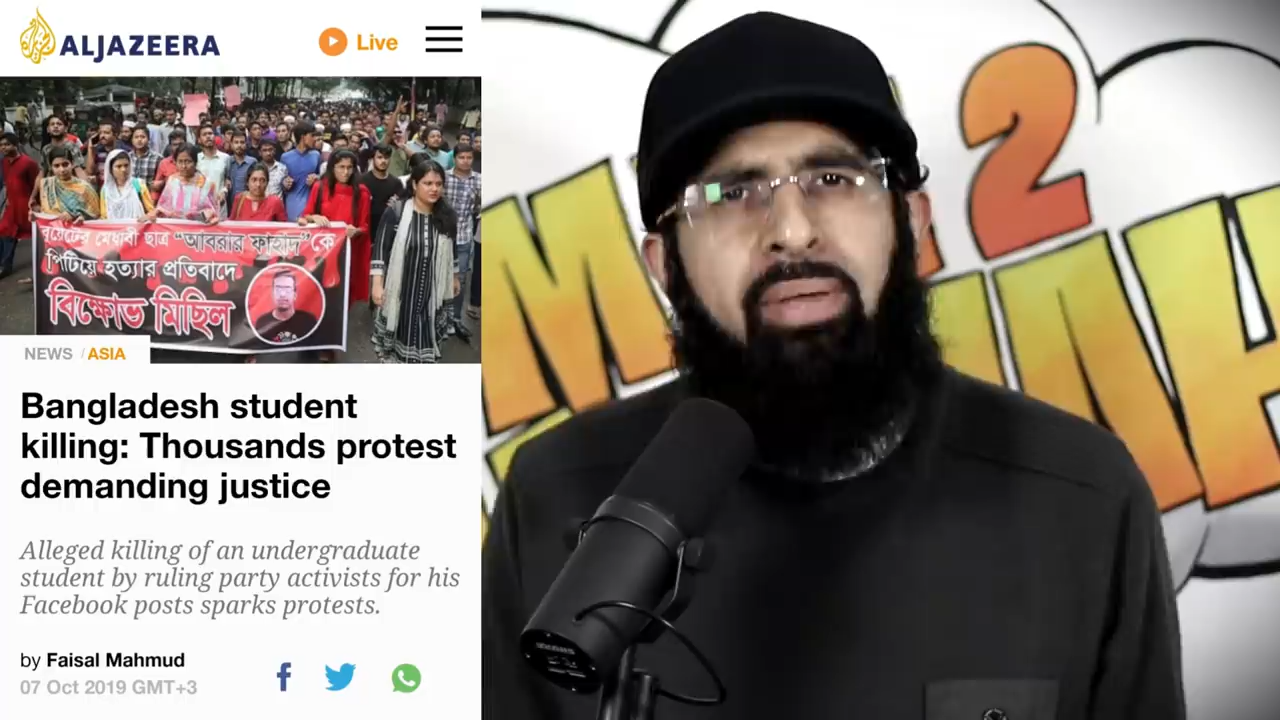 ALJAZEERA
Live
বুয়েটের মেধাবী ছাত্র “আবরার ফাহাদ”কে
পিটিয়ে হত্যার প্রতিবাদে
বিক্ষোভ মিছিল
NEWS / ASIA
Bangladesh student
killing: Thousands protest
demanding justice
Alleged killing of an undergraduate
student by ruling party activists for his
Facebook posts sparks protests.
by Faisal Mahmud
07 Oct 2019 GMT+3
2